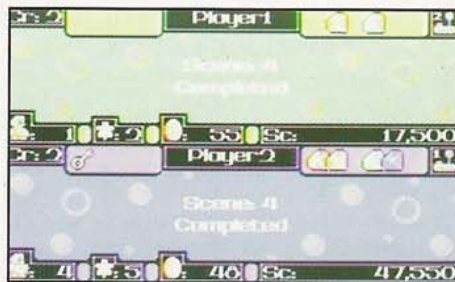 Cr: 2 Player1
Scene: 4
Completed
: 1 : 2 : 55 Sc: 17,500
Cr: 2 Player2
Scene: 4
Completed
: 4 : 5 : 46 Sc: 47,550